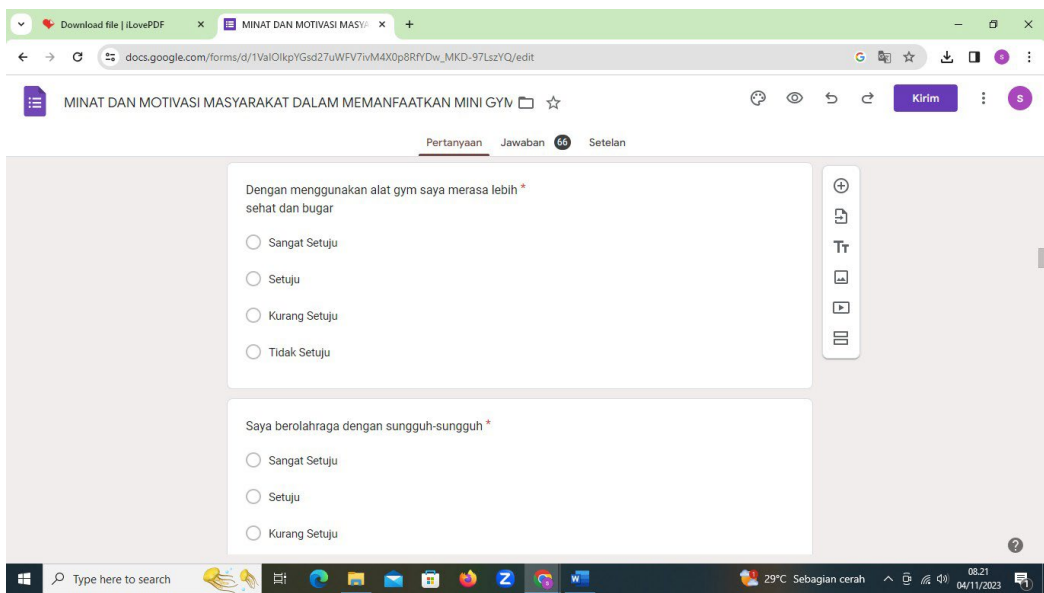 Download file | iLovePDF
MINAT DAN MOTIVASI MASYA
docs.google.com/forms/d/1VaIOIkpYGsd27uWFV7ivM4X0p8RfYDw_MKD-97LszYQ/edit
MINAT DAN MOTIVASI MASYARAKAT DALAM MEMANFAATKAN MINI GYM
Kirim
S
Pertanyaan Jawaban 66 Setelan
Dengan menggunakan alat gym saya merasa lebih *
sehat dan bugar
Sangat Setuju
Setuju
Kurang Setuju
Tidak Setuju
Saya berolahraga dengan sungguh-sungguh *
Sangat Setuju
Setuju
Kurang Setuju
Type here to search
29°C Sebagian cerah
08.21
04/11/2023